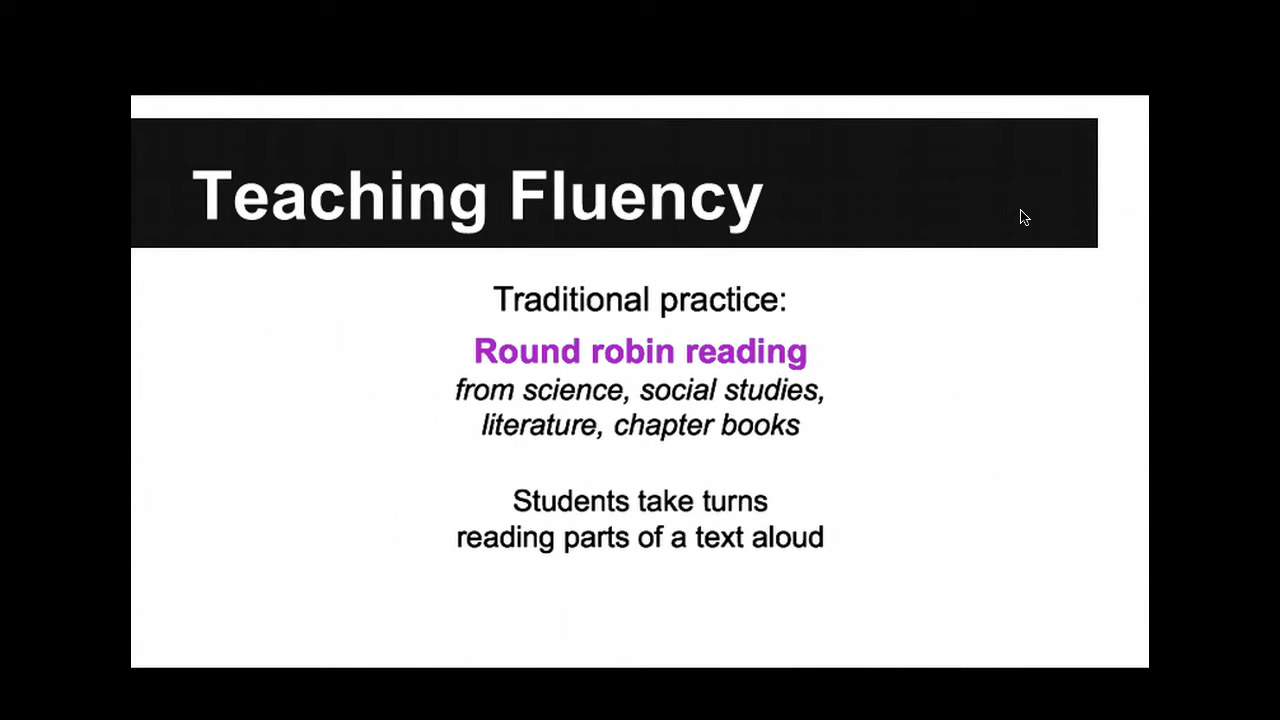 Teaching Fluency
Traditional practice:
Round robin reading
from science, social studies,
literature, chapter books
Students take turns
reading parts of a text aloud